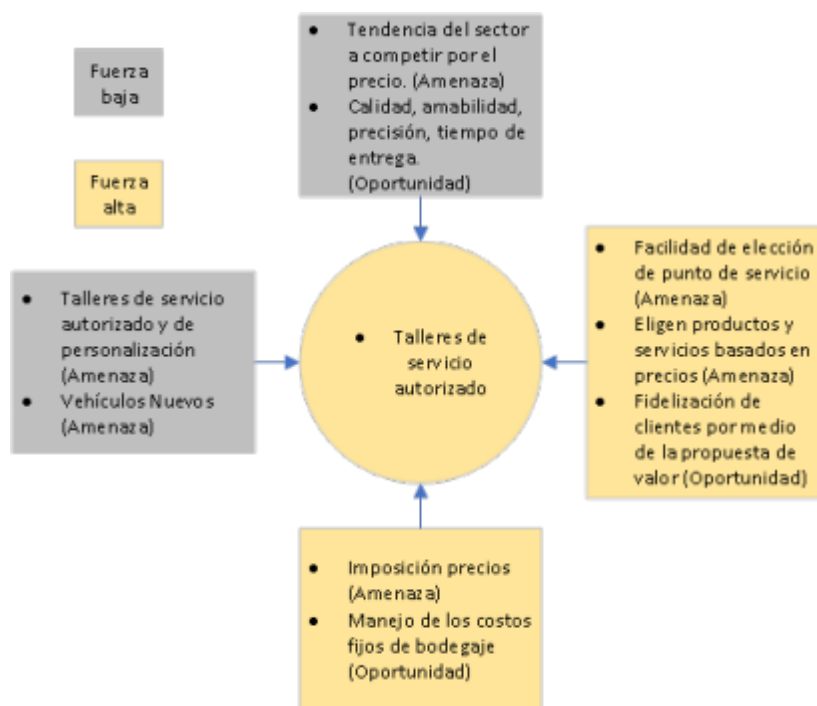 Fuerza
baja
Fuerza
alta
● Tendencia del sector
a competir por el
precio. (Amenaza)
● Calidad, amabilidad,
precisión, tiempo de
entrega.
(Oportunidad)
● Talleres de servicio
autorizado y de
personalización
(Amenaza)
● Vehículos Nuevos
(Amenaza)
● Talleres de
servicio
autorizado
● Facilidad de elección
de punto de servicio
(Amenaza)
● Eligen productos y
servicios basados en
precios (Amenaza)
● Fidelización de
clientes por medio
de la propuesta de
valor (Oportunidad)
● Imposición precios
(Amenaza)
● Manejo de los costos
fijos de bodegaje
(Oportunidad)